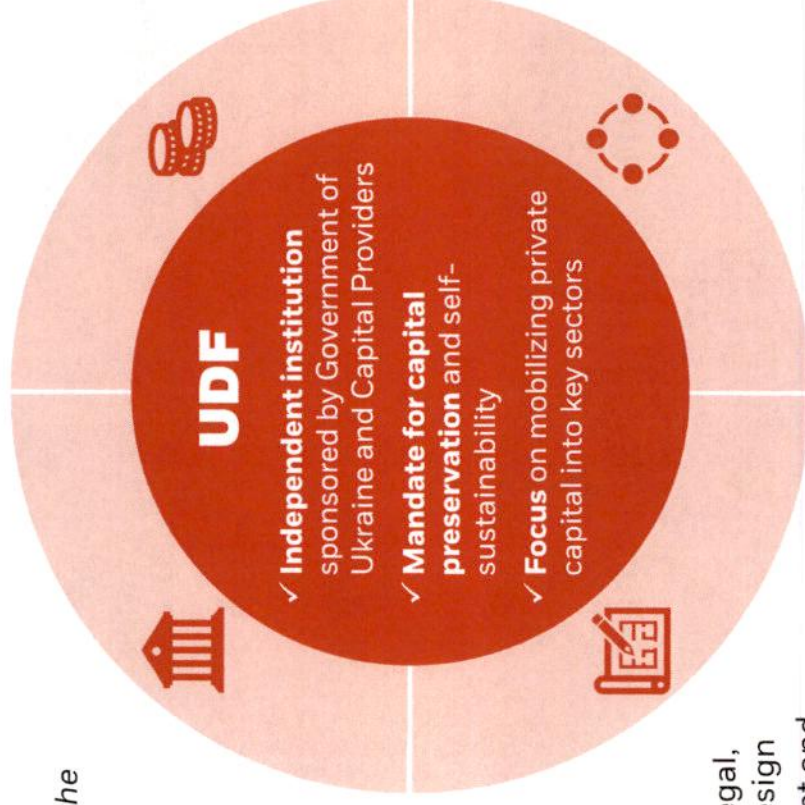 he
UDF
✓ Independent institution
sponsored by Government of
Ukraine and Capital Providers
✓ Mandate for capital
preservation and self-
sustainability
✓ Focus on mobilizing private
capital into key sectors
gal,
sign